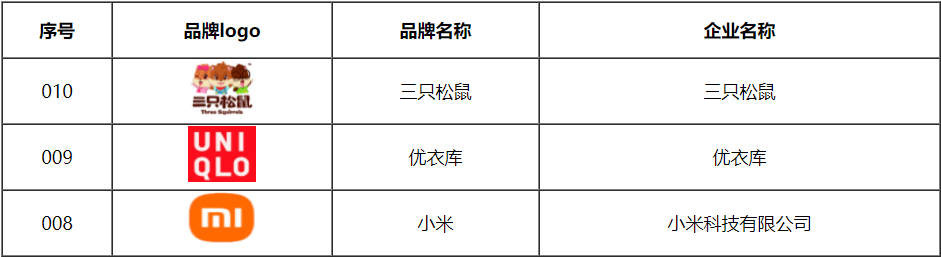 序号 品牌logo 品牌名称 企业名称
010 三只松鼠 Three Squirrels 三只松鼠 三只松鼠
009 UNI QLO 优衣库 优衣库
008 mi 小米 小米科技有限公司